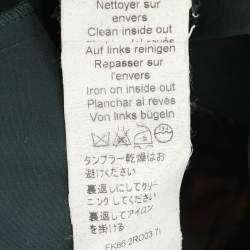 Nettoyer sur
envers
Clean inside out
Auf links reinigen
Repasser sur
l'envers
Iron on inside out
Planchar al reves
Von links bügeln
タンブラー乾燥はお
避けください
裏返しにしてクリー
ニングしてください
裏返してアイロン
を掛ける